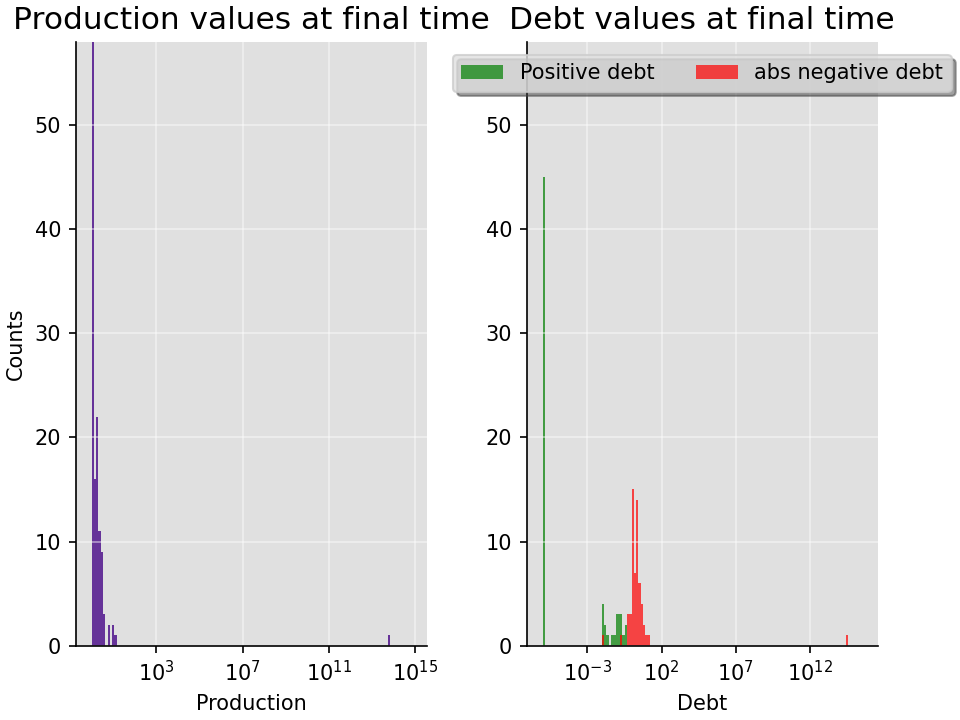 Production values at final time
Debt values at final time
Positive debt
abs negative debt
Counts
50
40
30
20
10
0
10³
10⁷
10¹¹
10¹⁵
Production
50
40
30
20
10
0
10⁻³
10²
10⁷
10¹²
Debt